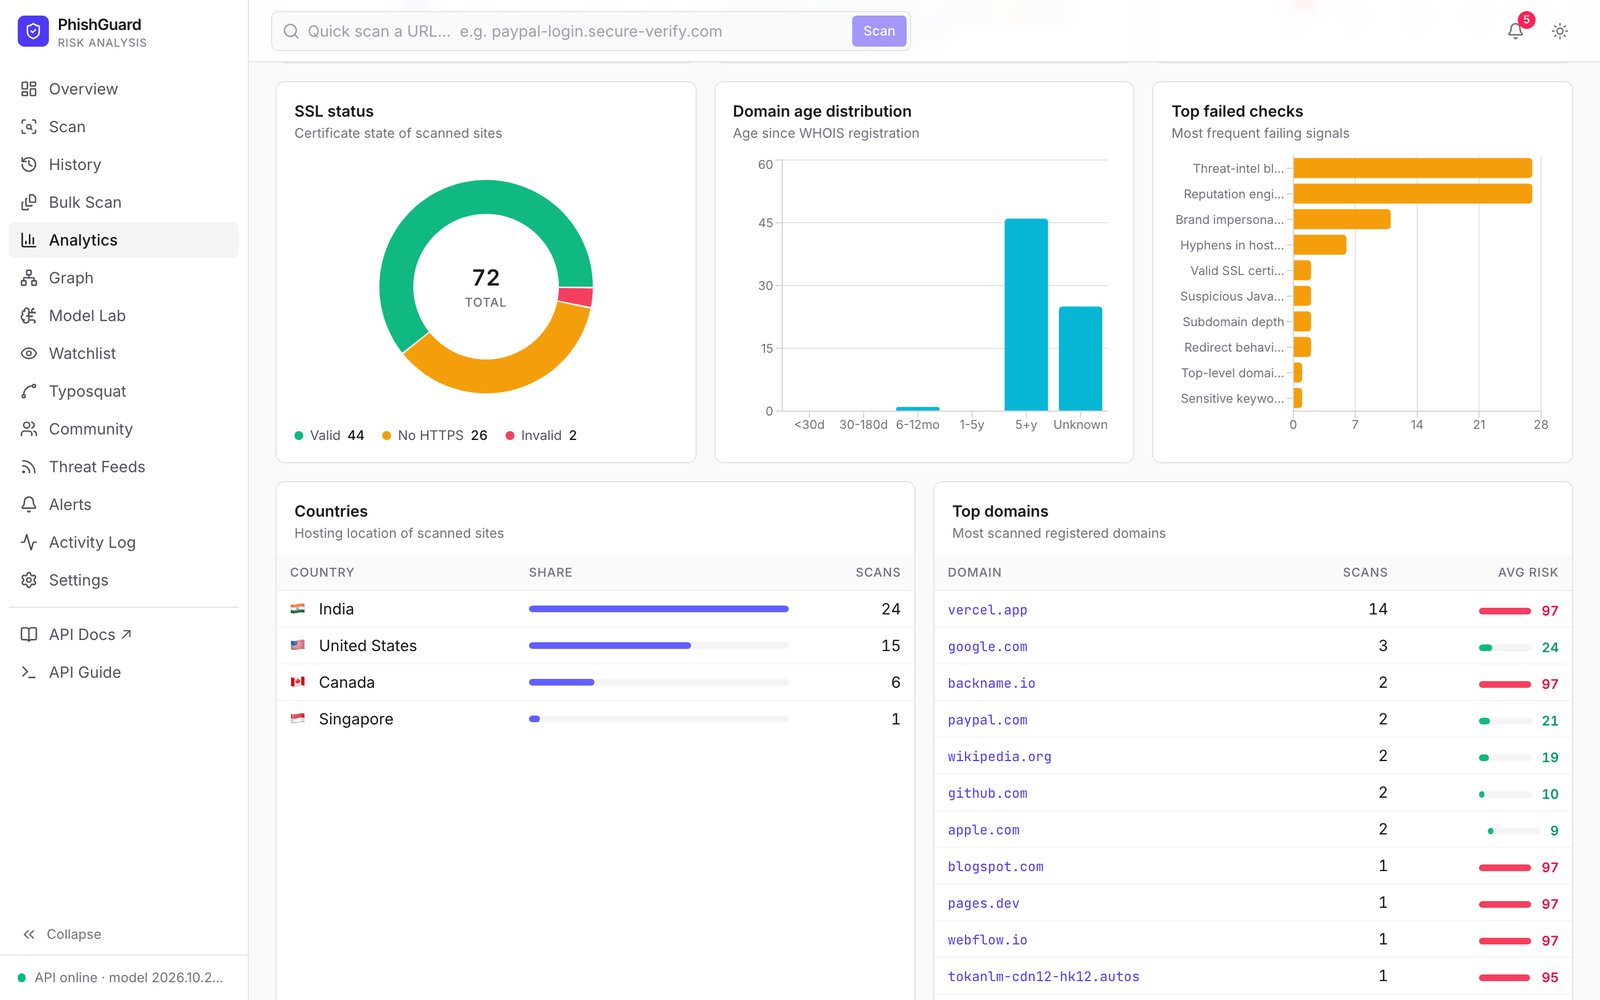 PhishGuard
RISK ANALYSIS
Quick scan a URL... e.g. paypal-login.secure-verify.com
Scan
5
Overview
Scan
History
Bulk Scan
Analytics
Graph
Model Lab
Watchlist
Typosquat
Community
Threat Feeds
Alerts
Activity Log
Settings
API Docs ↗
API Guide
Collapse
API online · model 2026.10.2...
SSL status
Certificate state of scanned sites
72
TOTAL
Valid 44 No HTTPS 26 Invalid 2
Domain age distribution
Age since WHOIS registration
60
45
30
15
0
<30d 30-180d 6-12mo 1-5y 5+y Unknown
Top failed checks
Most frequent failing signals
Threat-intel bl...
Reputation engi...
Brand impersona...
Hyphens in host...
Valid SSL certi...
Suspicious Java...
Subdomain depth
Redirect behavi...
Top-level domai...
Sensitive keywo...
0 7 14 21 28
Countries
Hosting location of scanned sites
COUNTRY SHARE SCANS
India 24
United States 15
Canada 6
Singapore 1
Top domains
Most scanned registered domains
DOMAIN SCANS AVG RISK
vercel.app 14 97
google.com 3 24
backname.io 2 97
paypal.com 2 21
wikipedia.org 2 19
github.com 2 10
apple.com 2 9
blogspot.com 1 97
pages.dev 1 97
webflow.io 1 97
tokanlm-cdn12-hk12.autos 1 95